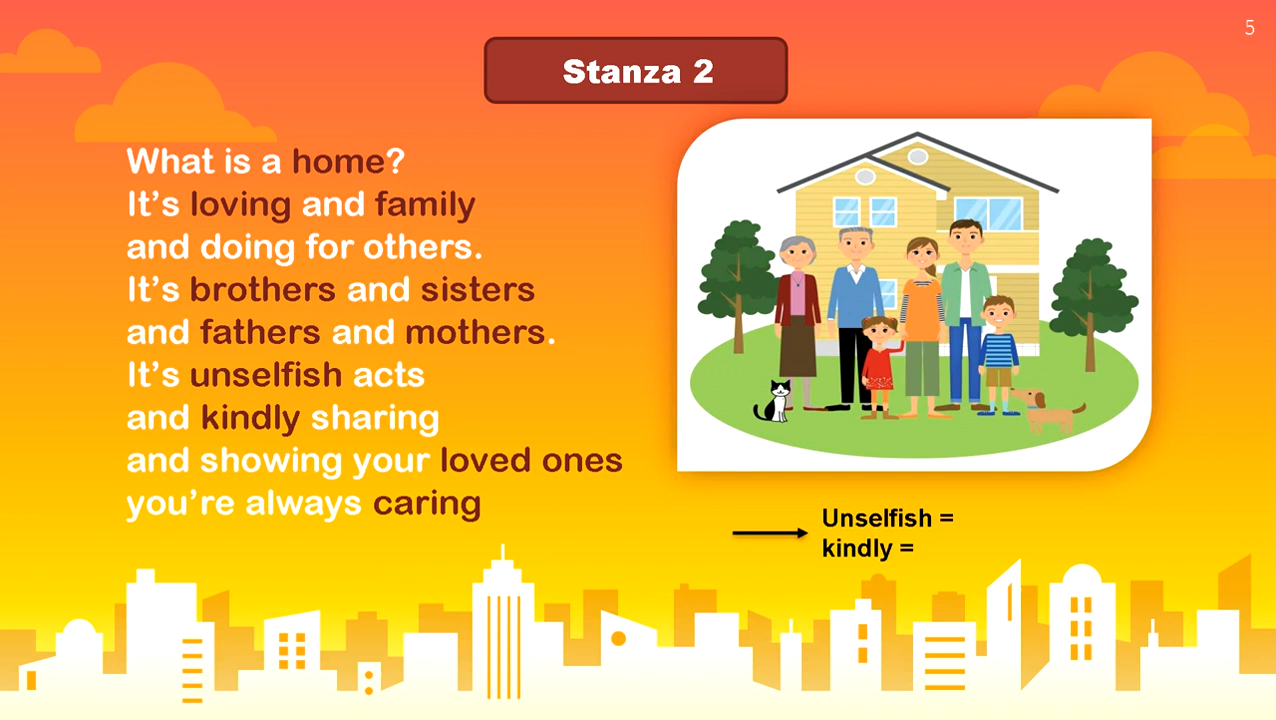 5
Stanza 2
What is a home?
It's loving and family
and doing for others.
It's brothers and sisters
and fathers and mothers.
It's unselfish acts
and kindly sharing
and showing your loved ones
you're always caring
Unselfish =
kindly =